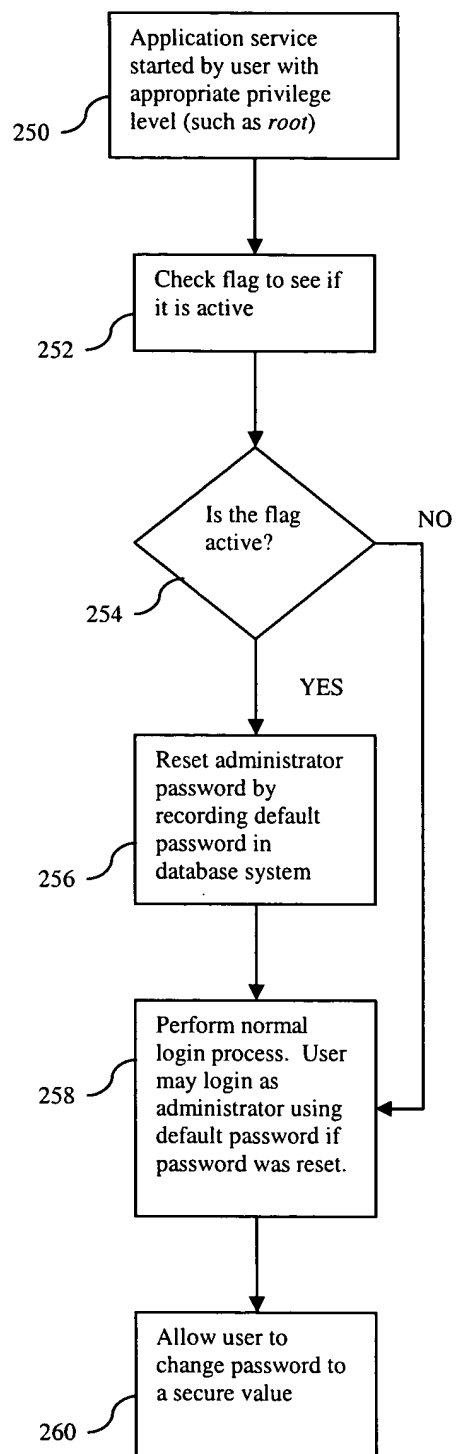 Application service
started by user with
appropriate privilege
level (such as root)
250
Check flag to see if
it is active
252
Is the flag
active?
NO
254
YES
Reset administrator
password by
recording default
password in
database system
256
Perform normal
login process. User
may login as
administrator using
default password if
password was reset.
258
Allow user to
change password to
a secure value
260